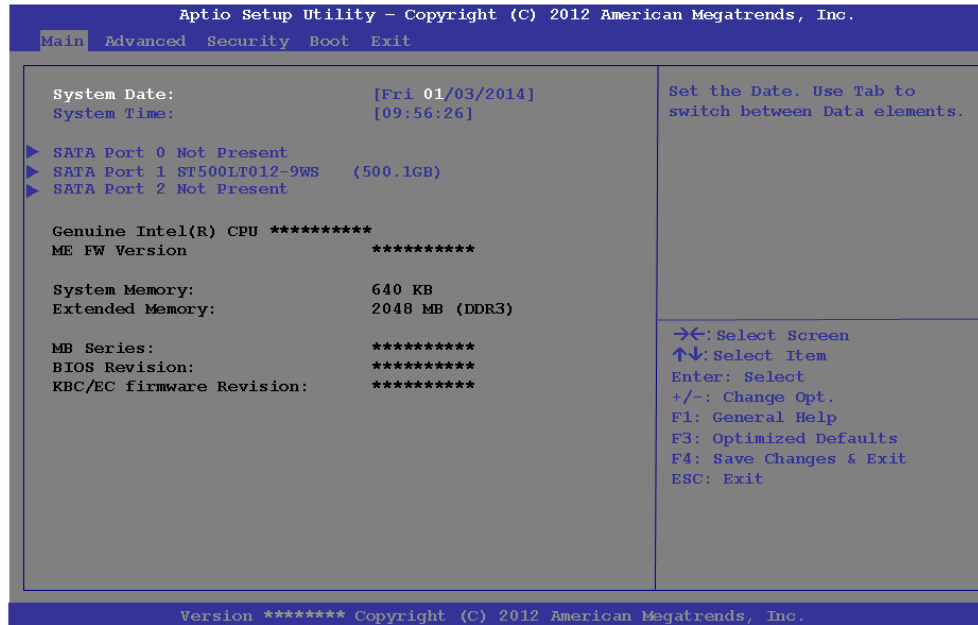 Aptio Setup Utility – Copyright (C) 2012 American Megatrends, Inc.
Main Advanced Security Boot Exit
System Date: [Fri 01/03/2014]
System Time: [09:56:26]
SATA Port 0 Not Present
SATA Port 1 ST500LT012-9WS (500.1GB)
SATA Port 2 Not Present
Genuine Intel(R) CPU **********
ME FW Version **********
System Memory: 640 KB
Extended Memory: 2048 MB (DDR3)
MB Series: **********
BIOS Revision: **********
KBC/EC firmware Revision: **********
Set the Date. Use Tab to
switch between Data elements.
→←: Select Screen
↑↓: Select Item
Enter: Select
+/-: Change Opt.
F1: General Help
F3: Optimized Defaults
F4: Save Changes & Exit
ESC: Exit
Version ******** Copyright (C) 2012 American Megatrends, Inc.